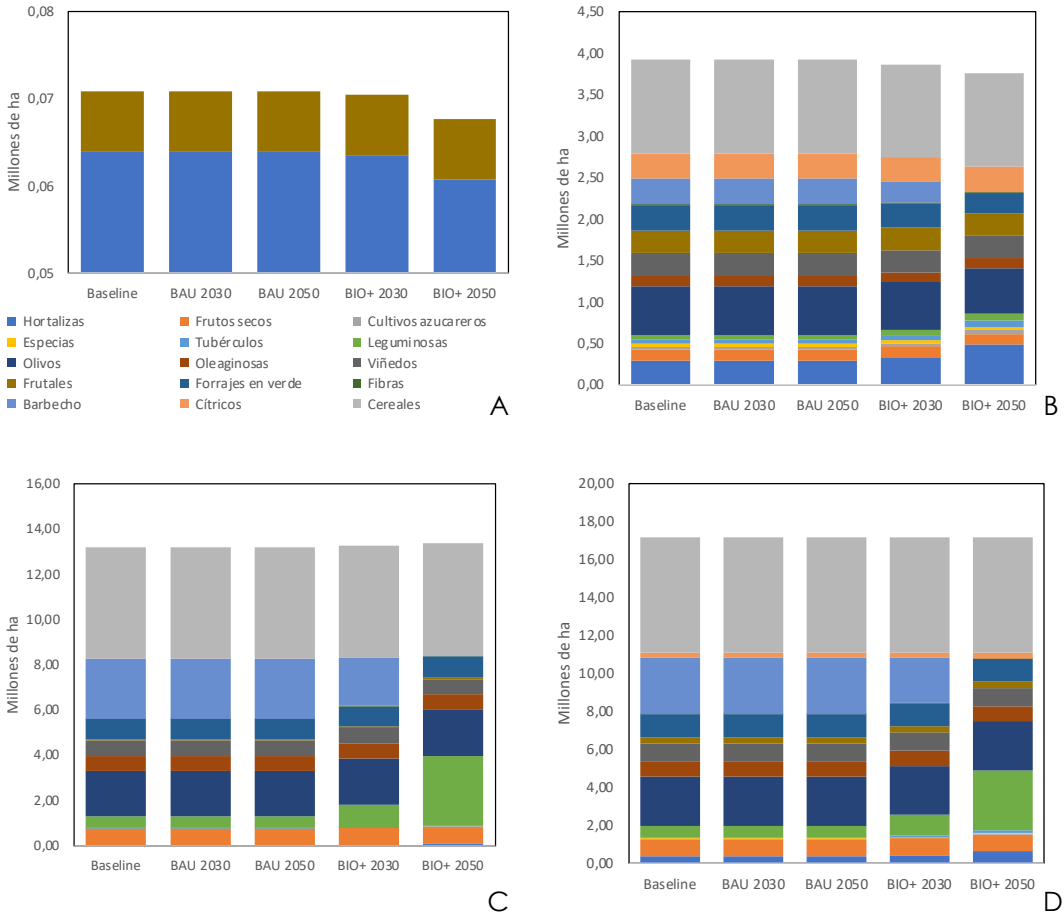 0,08
0,07
0,06
0,05
Millones de ha
Baseline BAU 2030 BAU 2050 BIO+ 2030 BIO+ 2050
Hortalizas Frutos secos Cultivos azucareros
Especias Tubérculos Leguminosas
Olivos Oleaginosas Viñedos
Frutales Forrajes en verde Fibras
Barbecho Cítricos Cereales
A
4,50
4,00
3,50
3,00
2,50
2,00
1,50
1,00
0,50
0,00
Millones de ha
Baseline BAU 2030 BAU 2050 BIO+ 2030 BIO+ 2050
B
16,00
14,00
12,00
10,00
8,00
6,00
4,00
2,00
0,00
Millones de ha
Baseline BAU 2030 BAU 2050 BIO+ 2030 BIO+ 2050
C
20,00
18,00
16,00
14,00
12,00
10,00
8,00
6,00
4,00
2,00
0,00
Millones de ha
Baseline BAU 2030 BAU 2050 BIO+ 2030 BIO+ 2050
D